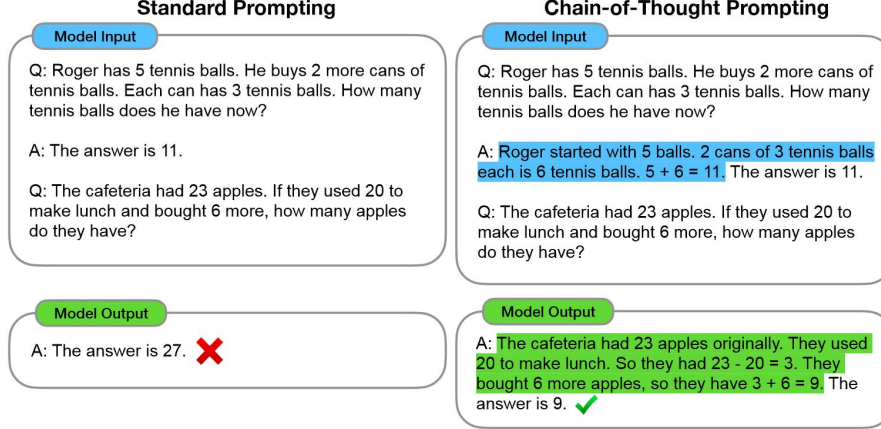 Standard Prompting
Model Input
Q: Roger has 5 tennis balls. He buys 2 more cans of
tennis balls. Each can has 3 tennis balls. How many
tennis balls does he have now?
A: The answer is 11.
Q: The cafeteria had 23 apples. If they used 20 to
make lunch and bought 6 more, how many apples
do they have?
Model Output
A: The answer is 27.
Chain-of-Thought Prompting
Model Input
Q: Roger has 5 tennis balls. He buys 2 more cans of
tennis balls. Each can has 3 tennis balls. How many
tennis balls does he have now?
A: Roger started with 5 balls. 2 cans of 3 tennis balls
each is 6 tennis balls. 5 + 6 = 11. The answer is 11.
Q: The cafeteria had 23 apples. If they used 20 to
make lunch and bought 6 more, how many apples
do they have?
Model Output
A: The cafeteria had 23 apples originally. They used
20 to make lunch. So they had 23 - 20 = 3. They
bought 6 more apples, so they have 3 + 6 = 9. The
answer is 9.